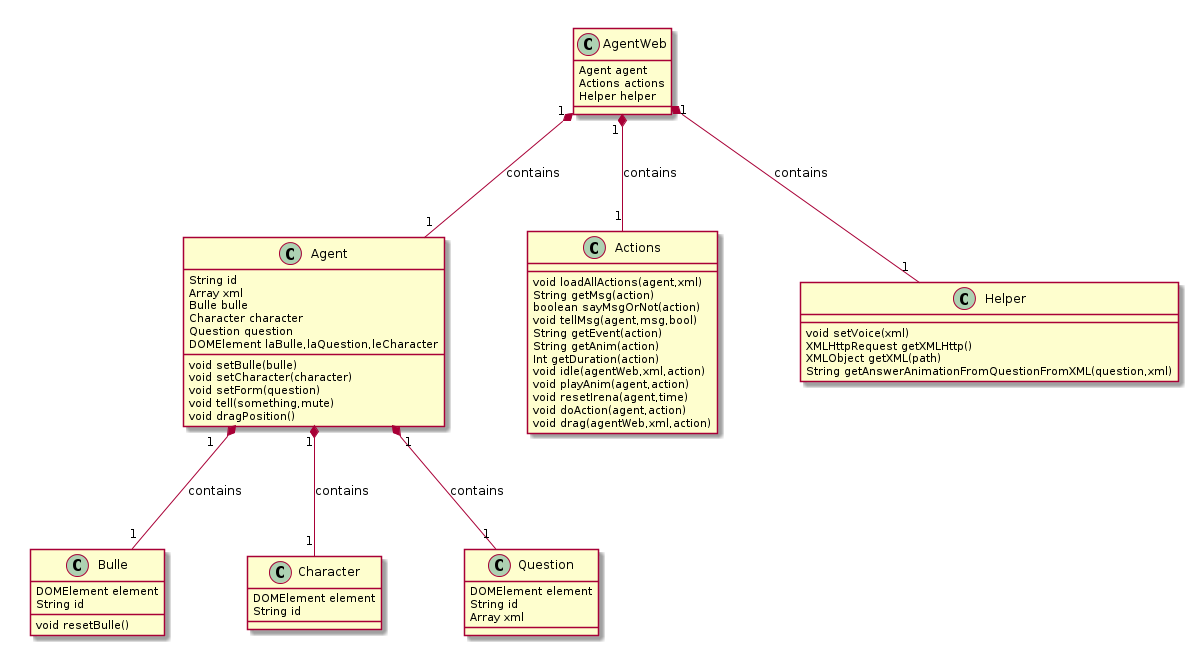 C AgentWeb
Agent agent
Actions actions
Helper helper
1
1
1
contains
contains
contains
1
1
1
C Agent
String id
Array xml
Bulle bulle
Character character
Question question
DOMElement laBulle,laQuestion,leCharacter
void setBulle(bulle)
void setCharacter(character)
void setForm(question)
void tell(something,mute)
void dragPosition()
C Actions
void loadAllActions(agent,xml)
String getMsg(action)
boolean sayMsgOrNot(action)
void tellMsg(agent,msg,bool)
String getEvent(action)
String getAnim(action)
Int getDuration(action)
void idle(agentWeb,xml,action)
void playAnim(agent,action)
void resetIrena(agent,time)
void doAction(agent,action)
void drag(agentWeb,xml,action)
C Helper
void setVoice(xml)
XMLHttpRequest getXMLHttp()
XMLObject getXML(path)
String getAnswerAnimationFromQuestionFromXML(question,xml)
1
1
1
contains
contains
contains
1
1
1
C Bulle
DOMElement element
String id
void resetBulle()
C Character
DOMElement element
String id
C Question
DOMElement element
String id
Array xml